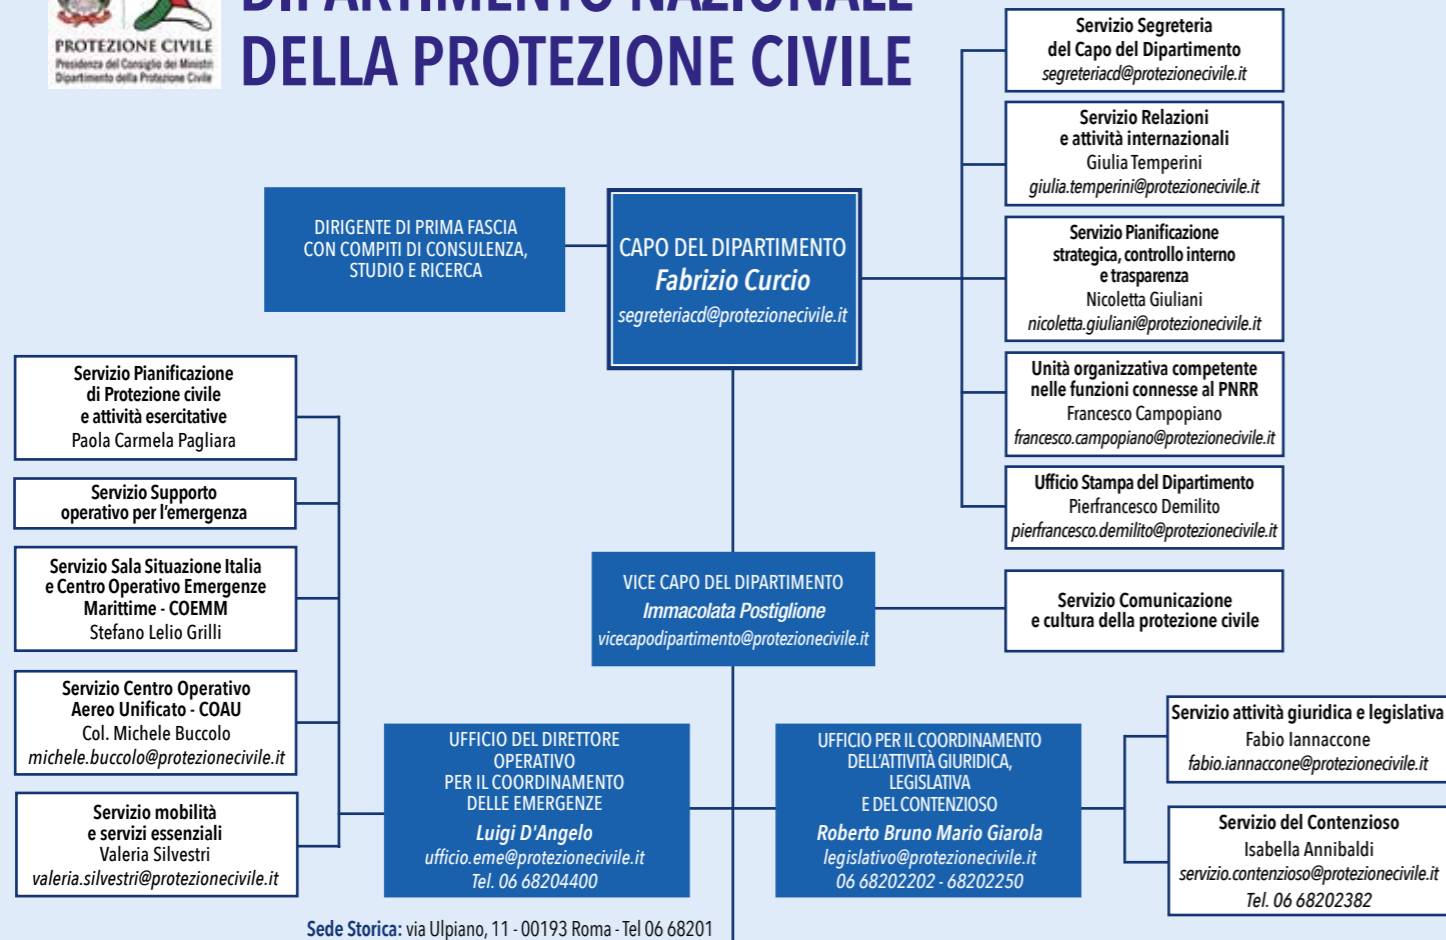 DIPARTIMENTO NAZIONALE
DELLA PROTEZIONE CIVILE
PROTEZIONE CIVILE
Presidenza del Consiglio dei Ministri
Dipartimento della Protezione Civile
Servizio Segreteria
del Capo del Dipartimento
segreteriacd@protezionecivile.it
Servizio Relazioni
e attività internazionali
Giulia Temperini
giulia.temperini@protezionecivile.it
Servizio Pianificazione
strategica, controllo interno
e trasparenza
Nicoletta Giuliani
nicoletta.giuliani@protezionecivile.it
Unità organizzativa competente
nelle funzioni connesse al PNRR
Francesco Campopiano
francesco.campopiano@protezionecivile.it
Ufficio Stampa del Dipartimento
Pierfrancesco Demilito
pierfrancesco.demilito@protezionecivile.it
DIRIGENTE DI PRIMA FASCIA
CON COMPITI DI CONSULENZA,
STUDIO E RICERCA
CAPO DEL DIPARTIMENTO
Fabrizio Curcio
segreteriacd@protezionecivile.it
Servizio Pianificazione
di Protezione civile
e attività esercitative
Paola Carmela Pagliara
Servizio Supporto
operativo per l'emergenza
Servizio Sala Situazione Italia
e Centro Operativo Emergenze
Marittime - COEMM
Stefano Lelio Grilli
Servizio Centro Operativo
Aereo Unificato - COAU
Col. Michele Buccolo
michele.buccolo@protezionecivile.it
Servizio mobilità
e servizi essenziali
Valeria Silvestri
valeria.silvestri@protezionecivile.it
VICE CAPO DEL DIPARTIMENTO
Immacolata Postiglione
vicecapodipartimento@protezionecivile.it
Servizio Comunicazione
e cultura della protezione civile
UFFICIO DEL DIRETTORE
OPERATIVO
PER IL COORDINAMENTO
DELLE EMERGENZE
Luigi D'Angelo
ufficio.eme@protezionecivile.it
Tel. 06 68204400
UFFICIO PER IL COORDINAMENTO
DELL'ATTIVITÀ GIURIDICA,
LEGISLATIVA
E DEL CONTENZIOSO
Roberto Bruno Mario Giarola
legislativo@protezionecivile.it
06 68202202 - 68202250
Servizio attività giuridica e legislativa
Fabio Iannaccone
fabio.iannaccone@protezionecivile.it
Servizio del Contenzioso
Isabella Annibaldi
servizio.contenzioso@protezionecivile.it
Tel. 06 68202382
Sede Storica: via Ulpiano, 11 - 00193 Roma - Tel 06 68201